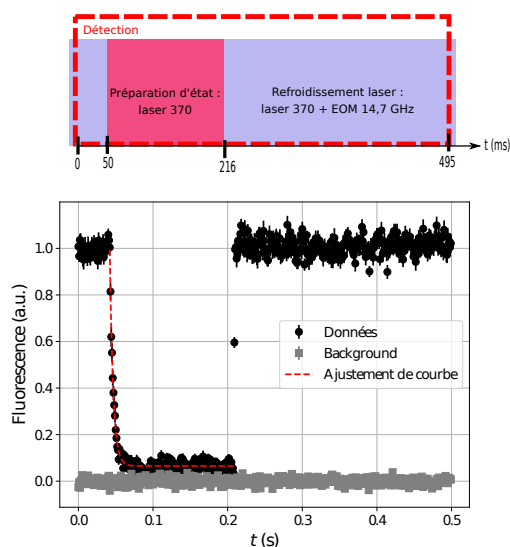 Détection
Préparation d'état :
laser 370
Refroidissement laser :
laser 370 + EOM 14,7 GHz
t (ms)
0
50
216
495
Fluorescence (a.u.)
1.0
0.8
0.6
0.4
0.2
0.0
Données
Background
Ajustement de courbe
0.0
0.1
0.2
0.3
0.4
0.5
t (s)